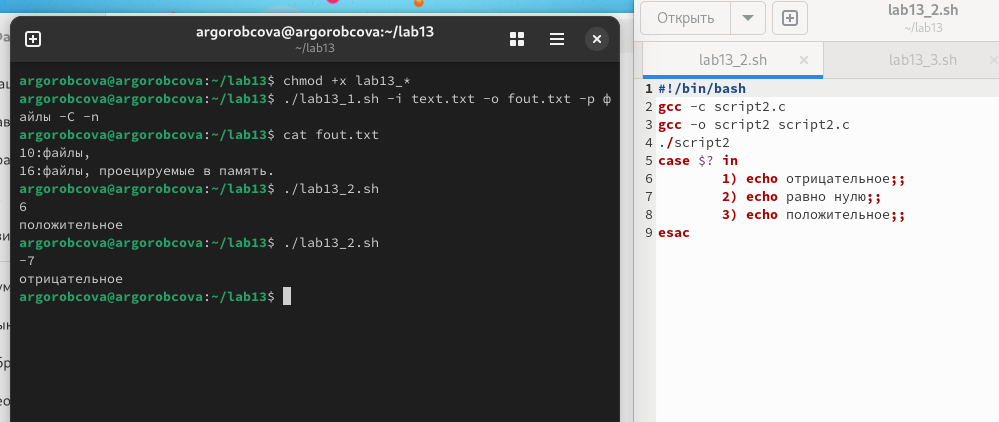 argorobcova@argorobcova:~/lab13
~/lab13
argorobcova@argorobcova:~/lab13$ chmod +x lab13_*
argorobcova@argorobcova:~/lab13$ ./lab13_1.sh -i text.txt -o fout.txt -p ф
айлы -C -n
argorobcova@argorobcova:~/lab13$ cat fout.txt
10:файлы,
16:файлы, проецируемые в память.
argorobcova@argorobcova:~/lab13$ ./lab13_2.sh
6
положительное
argorobcova@argorobcova:~/lab13$ ./lab13_2.sh
-7
отрицательное
argorobcova@argorobcova:~/lab13$
Открыть
lab13_2.sh
~/lab13
lab13_2.sh
lab13_3.sh
1 #!/bin/bash
2 gcc -c script2.c
3 gcc -o script2 script2.c
4 ./script2
5 case $? in
6 1) echo отрицательное;;
7 2) echo равно нулю;;
8 3) echo положительное;;
9 esac